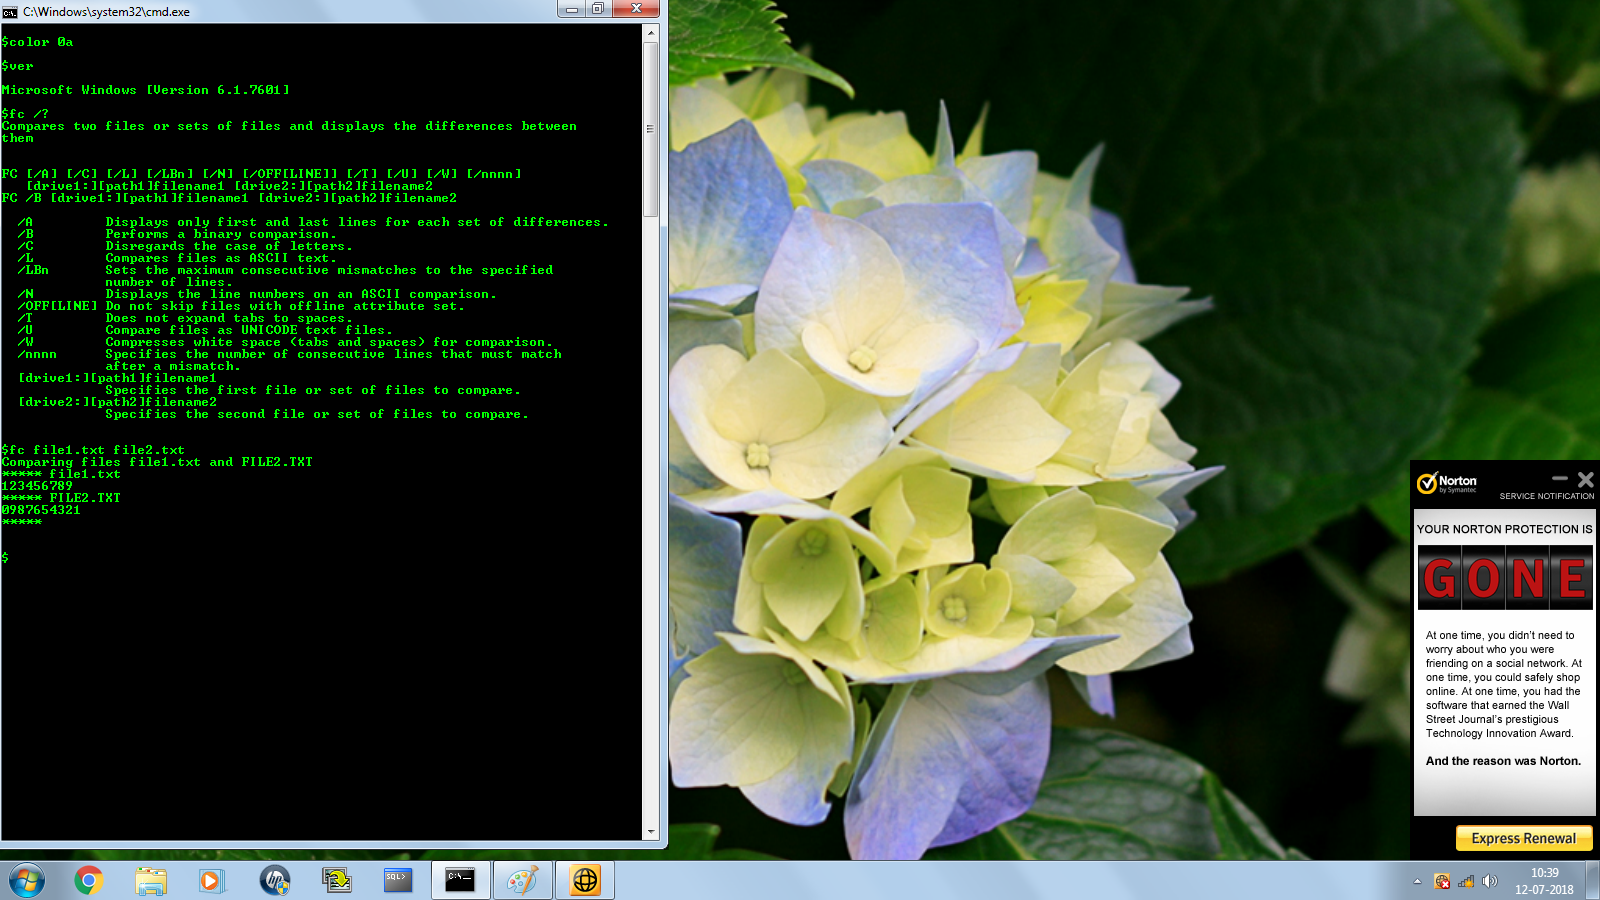 C:\Windows\system32\cmd.exe
$color 0a
$ver
Microsoft Windows [Version 6.1.7601]
$fc /?
Compares two files or sets of files and displays the differences between
them
FC [/A] [/C] [/L] [/LBn] [/N] [/OFF[LINE]] [/T] [/U] [/W] [/nnnn]
[drive1:][path1]filename1 [drive2:][path2]filename2
FC /B [drive1:][path1]filename1 [drive2:][path2]filename2
/A Displays only first and last lines for each set of differences.
/B Performs a binary comparison.
/C Disregards the case of letters.
/L Compares files as ASCII text.
/LBn Sets the maximum consecutive mismatches to the specified
number of lines.
/N Displays the line numbers on an ASCII comparison.
/OFF[LINE] Do not skip files with offline attribute set.
/T Does not expand tabs to spaces.
/U Compare files as UNICODE text files.
/W Compresses white space (tabs and spaces) for comparison.
/nnnn Specifies the number of consecutive lines that must match
after a mismatch.
[drive1:][path1]filename1
Specifies the first file or set of files to compare.
[drive2:][path2]filename2
Specifies the second file or set of files to compare.
$fc file1.txt file2.txt
Comparing files file1.txt and FILE2.TXT
***** file1.txt
123456789
***** FILE2.TXT
0987654321
*****
$
Norton
by Symantec
SERVICE NOTIFICATION
YOUR NORTON PROTECTION IS
GONE
At one time, you didn't need to
worry about who you were
friending on a social network. At
one time, you could safely shop
online. At one time, you had the
software that earned the Wall
Street Journal's prestigious
Technology Innovation Award.
And the reason was Norton.
Express Renewal
hp
SQL>
C:\_
10:39
12-07-2018